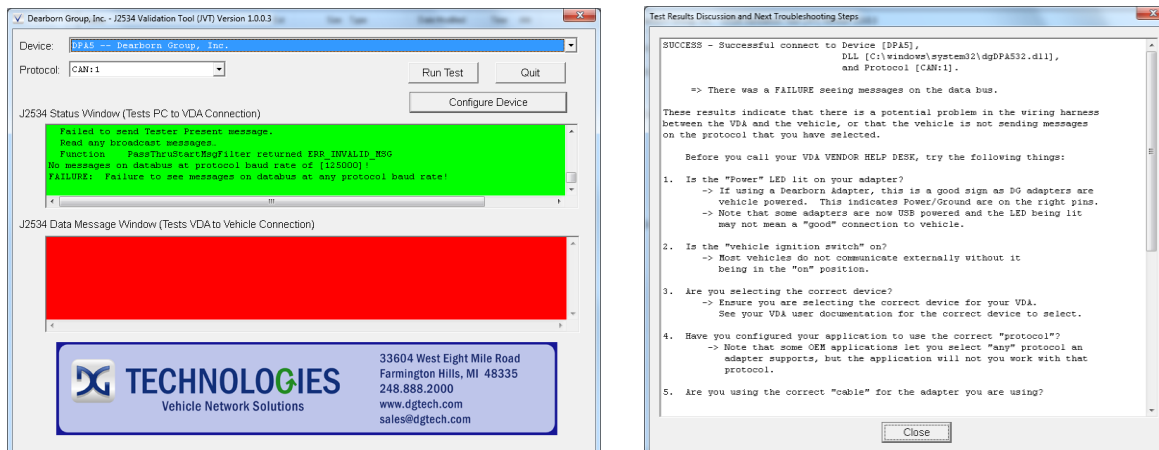 Dearborn Group, Inc. - J2534 Validation Tool (JVT) Version 1.0.0.3
Device:
DPA5 -- Dearborn Group, Inc.
Protocol:
CAN:1
Run Test
Quit
Configure Device
J2534 Status Window (Tests PC to VDA Connection)
Failed to send Tester Present message.
Read any broadcast messages.
Function PassThruStartMsgFilter returned ERR_INVALID_MSG
No messages on databus at protocol baud rate of [125000]!
FAILURE: Failure to see messages on databus at any protocol baud rate!
J2534 Data Message Window (Tests VDA to Vehicle Connection)
DG TECHNOLOGIES
Vehicle Network Solutions
33604 West Eight Mile Road
Farmington Hills, MI 48335
248.888.2000
www.dgtech.com
sales@dgtech.com
Test Results Discussion and Next Troubleshooting Steps
SUCCESS - Successful connect to Device [DPA5],
DLL [C:\windows\system32\dgDPA532.dll],
and Protocol [CAN:1].
=> There was a FAILURE seeing messages on the data bus.
These results indicate that there is a potential problem in the wiring harness
between the VDA and the vehicle, or that the vehicle is not sending messages
on the protocol that you have selected.
Before you call your VDA VENDOR HELP DESK, try the following things:
1. Is the "Power" LED lit on your adapter?
-> If using a Dearborn Adapter, this is a good sign as DG adapters are
vehicle powered. This indicates Power/Ground are on the right pins.
-> Note that some adapters are now USB powered and the LED being lit
may not mean a "good" connection to vehicle.
2. Is the "vehicle ignition switch" on?
-> Most vehicles do not communicate externally without it
being in the "on" position.
3. Are you selecting the correct device?
-> Ensure you are selecting the correct device for your VDA.
See your VDA user documentation for the correct device to select.
4. Have you configured your application to use the correct "protocol"?
-> Note that some OEM applications let you select "any" protocol an
adapter supports, but the application will not you work with that
protocol.
5. Are you using the correct "cable" for the adapter you are using?
Close